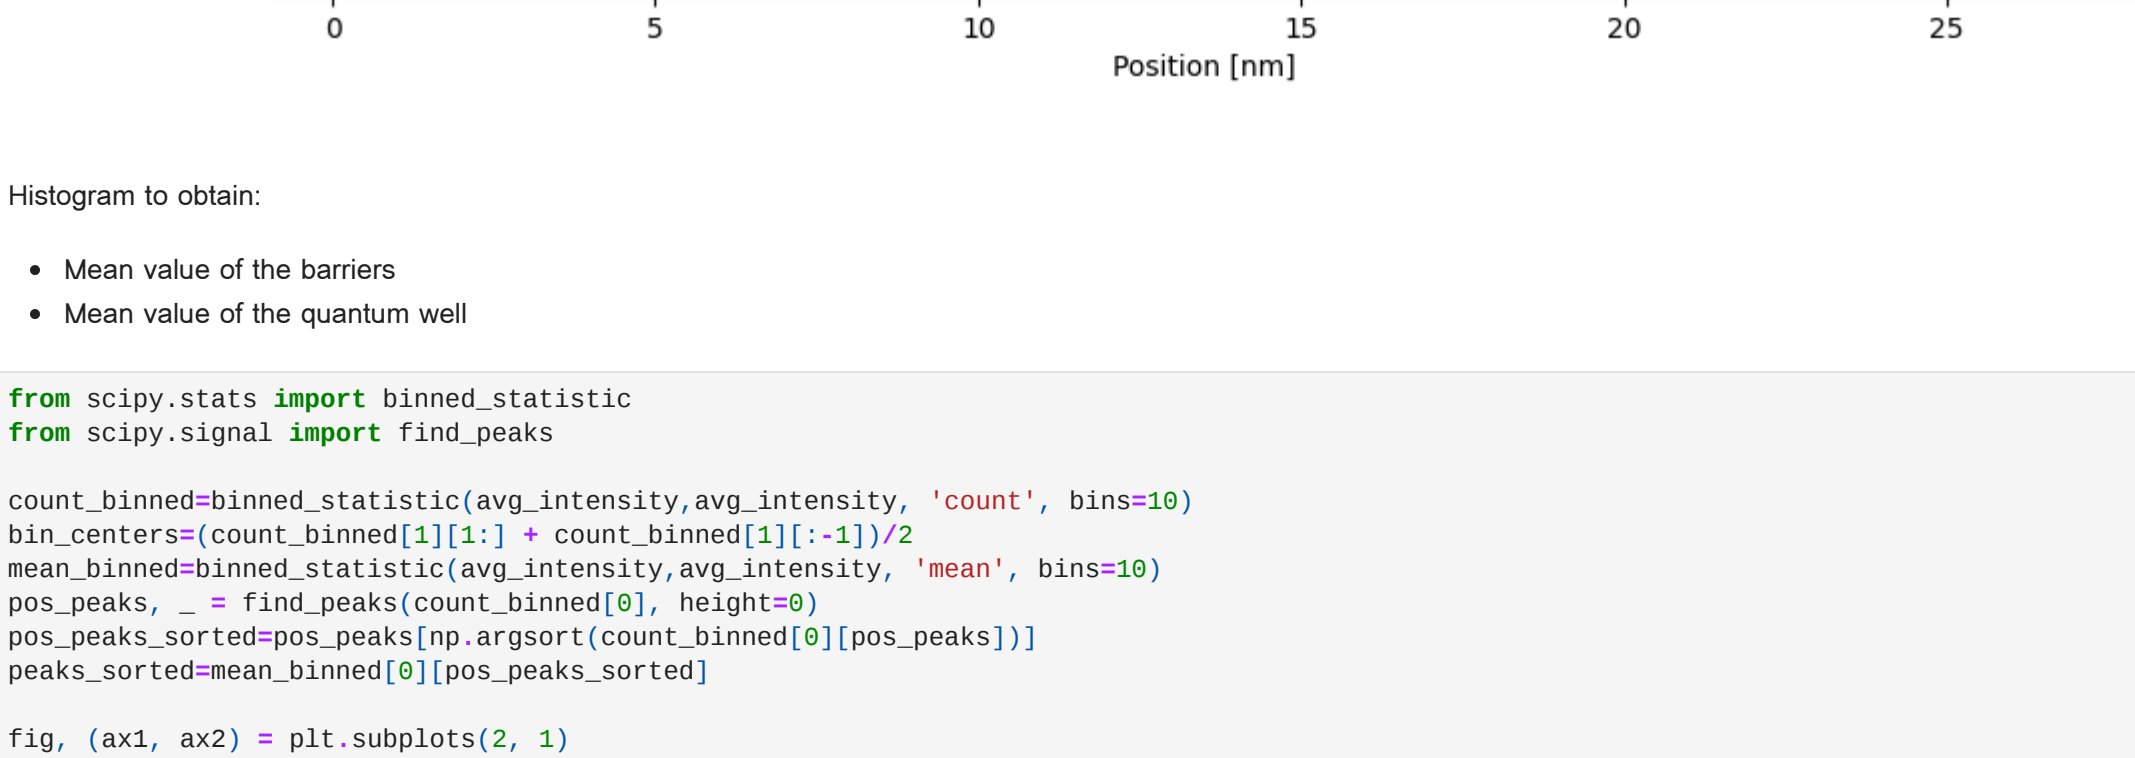 0 5 10 15 20 25
Position [nm]
Histogram to obtain:
• Mean value of the barriers
• Mean value of the quantum well
from scipy.stats import binned_statistic
from scipy.signal import find_peaks
count_binned=binned_statistic(avg_intensity,avg_intensity, 'count', bins=10)
bin_centers=(count_binned[1][1:] + count_binned[1][:-1])/2
mean_binned=binned_statistic(avg_intensity,avg_intensity, 'mean', bins=10)
pos_peaks, _ = find_peaks(count_binned[0], height=0)
pos_peaks_sorted=pos_peaks[np.argsort(count_binned[0][pos_peaks])]
peaks_sorted=mean_binned[0][pos_peaks_sorted]
fig, (ax1, ax2) = plt.subplots(2, 1)